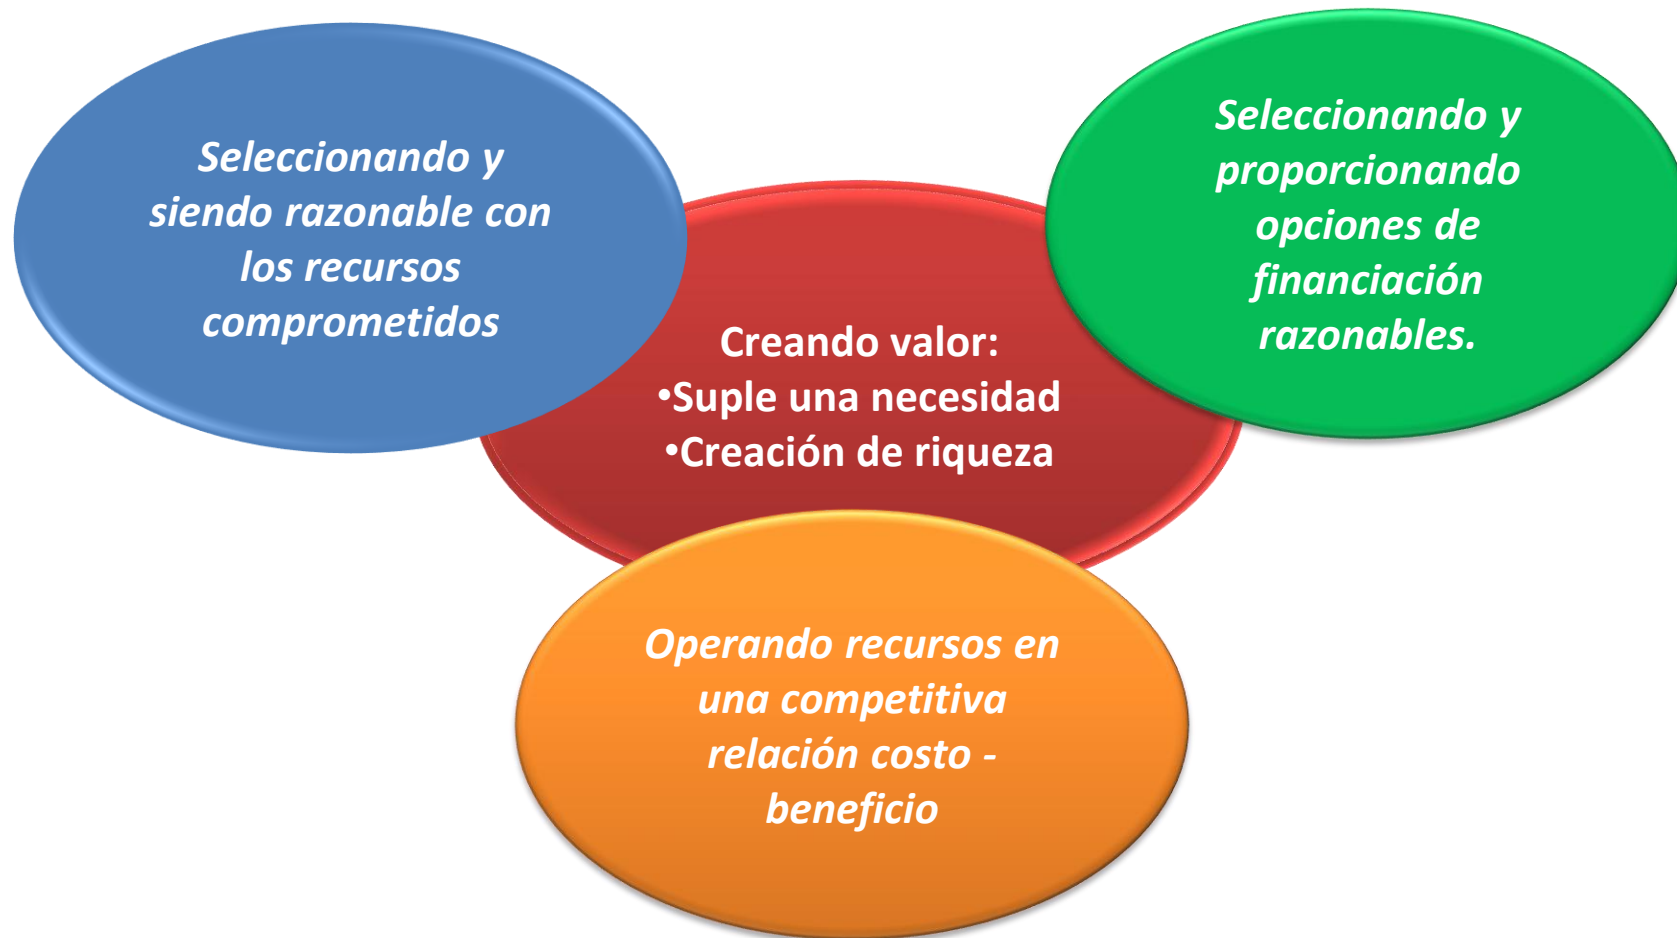 Seleccionando y
siendo razonable con
los recursos
comprometidos
Seleccionando y
proporcionando
opciones de
financiación
razonables.
Creando valor:
•Suple una necesidad
•Creación de riqueza
Operando recursos en
una competitiva
relación costo -
beneficio